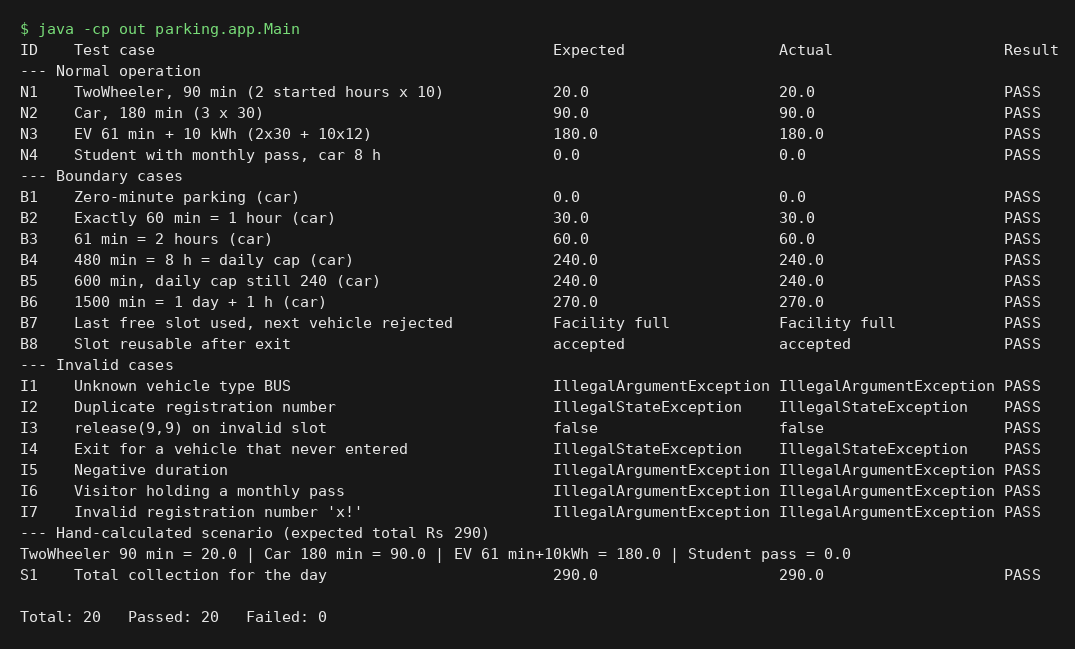 $ java -cp out parking.app.Main
ID    Test case                                            Expected                 Actual                   Result
--- Normal operation
N1    TwoWheeler, 90 min (2 started hours x 10)            20.0                     20.0                     PASS
N2    Car, 180 min (3 x 30)                                90.0                     90.0                     PASS
N3    EV 61 min + 10 kWh (2x30 + 10x12)                    180.0                    180.0                    PASS
N4    Student with monthly pass, car 8 h                   0.0                      0.0                      PASS
--- Boundary cases
B1    Zero-minute parking (car)                            0.0                      0.0                      PASS
B2    Exactly 60 min = 1 hour (car)                        30.0                     30.0                     PASS
B3    61 min = 2 hours (car)                               60.0                     60.0                     PASS
B4    480 min = 8 h = daily cap (car)                      240.0                    240.0                    PASS
B5    600 min, daily cap still 240 (car)                   240.0                    240.0                    PASS
B6    1500 min = 1 day + 1 h (car)                         270.0                    270.0                    PASS
B7    Last free slot used, next vehicle rejected           Facility full            Facility full            PASS
B8    Slot reusable after exit                             accepted                 accepted                 PASS
--- Invalid cases
I1    Unknown vehicle type BUS                             IllegalArgumentException IllegalArgumentException PASS
I2    Duplicate registration number                        IllegalStateException    IllegalStateException    PASS
I3    release(9,9) on invalid slot                         false                    false                    PASS
I4    Exit for a vehicle that never entered                IllegalStateException    IllegalStateException    PASS
I5    Negative duration                                    IllegalArgumentException IllegalArgumentException PASS
I6    Visitor holding a monthly pass                       IllegalArgumentException IllegalArgumentException PASS
I7    Invalid registration number 'x!'                     IllegalArgumentException IllegalArgumentException PASS
--- Hand-calculated scenario (expected total Rs 290)
TwoWheeler 90 min = 20.0 | Car 180 min = 90.0 | EV 61 min+10kWh = 180.0 | Student pass = 0.0
S1    Total collection for the day                         290.0                    290.0                    PASS
Total: 20   Passed: 20   Failed: 0